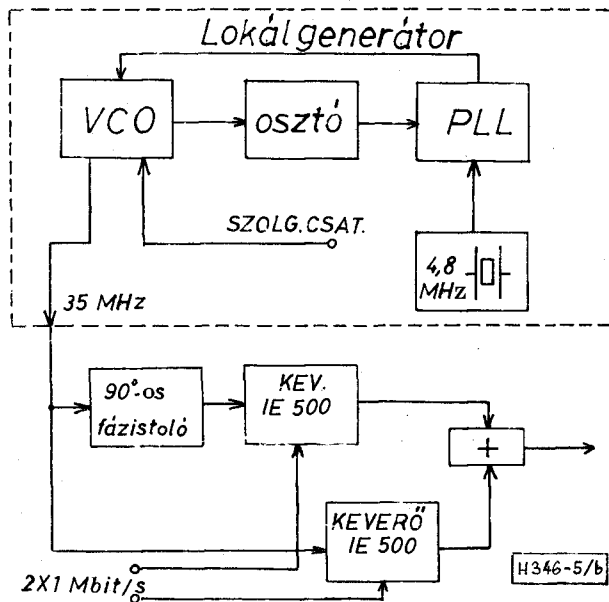 Lokálgenerátor
VCO
osztó
PLL
SZOLG. CSAT.
4,8
MHz
35 MHz
90°-os
fázistoló
KEV.
IE 500
+
KEVERŐ
IE 500
2X1 Mbit/s
H346-5/b